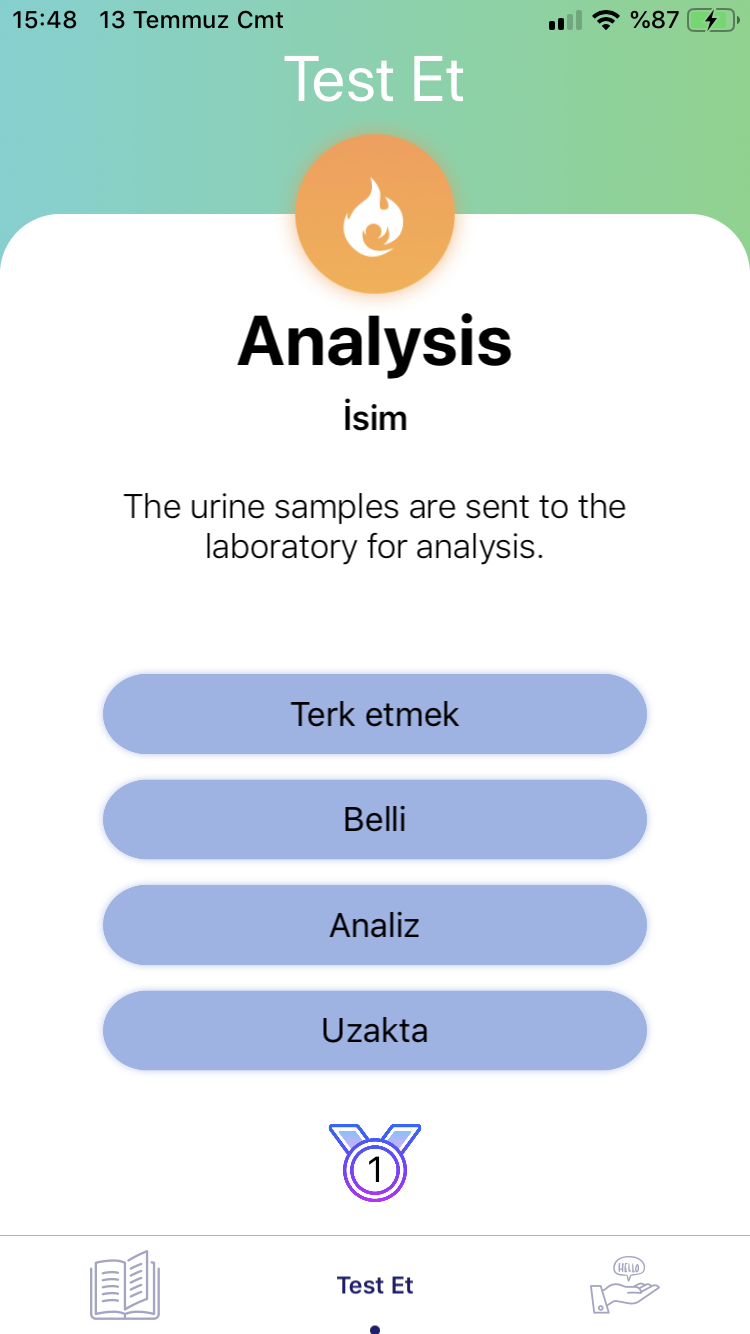 15:48 13 Temmuz Cmt %87
Test Et
Analysis
İsim
The urine samples are sent to the
laboratory for analysis.
Terk etmek
Belli
Analiz
Uzakta
1
Test Et
HELLO